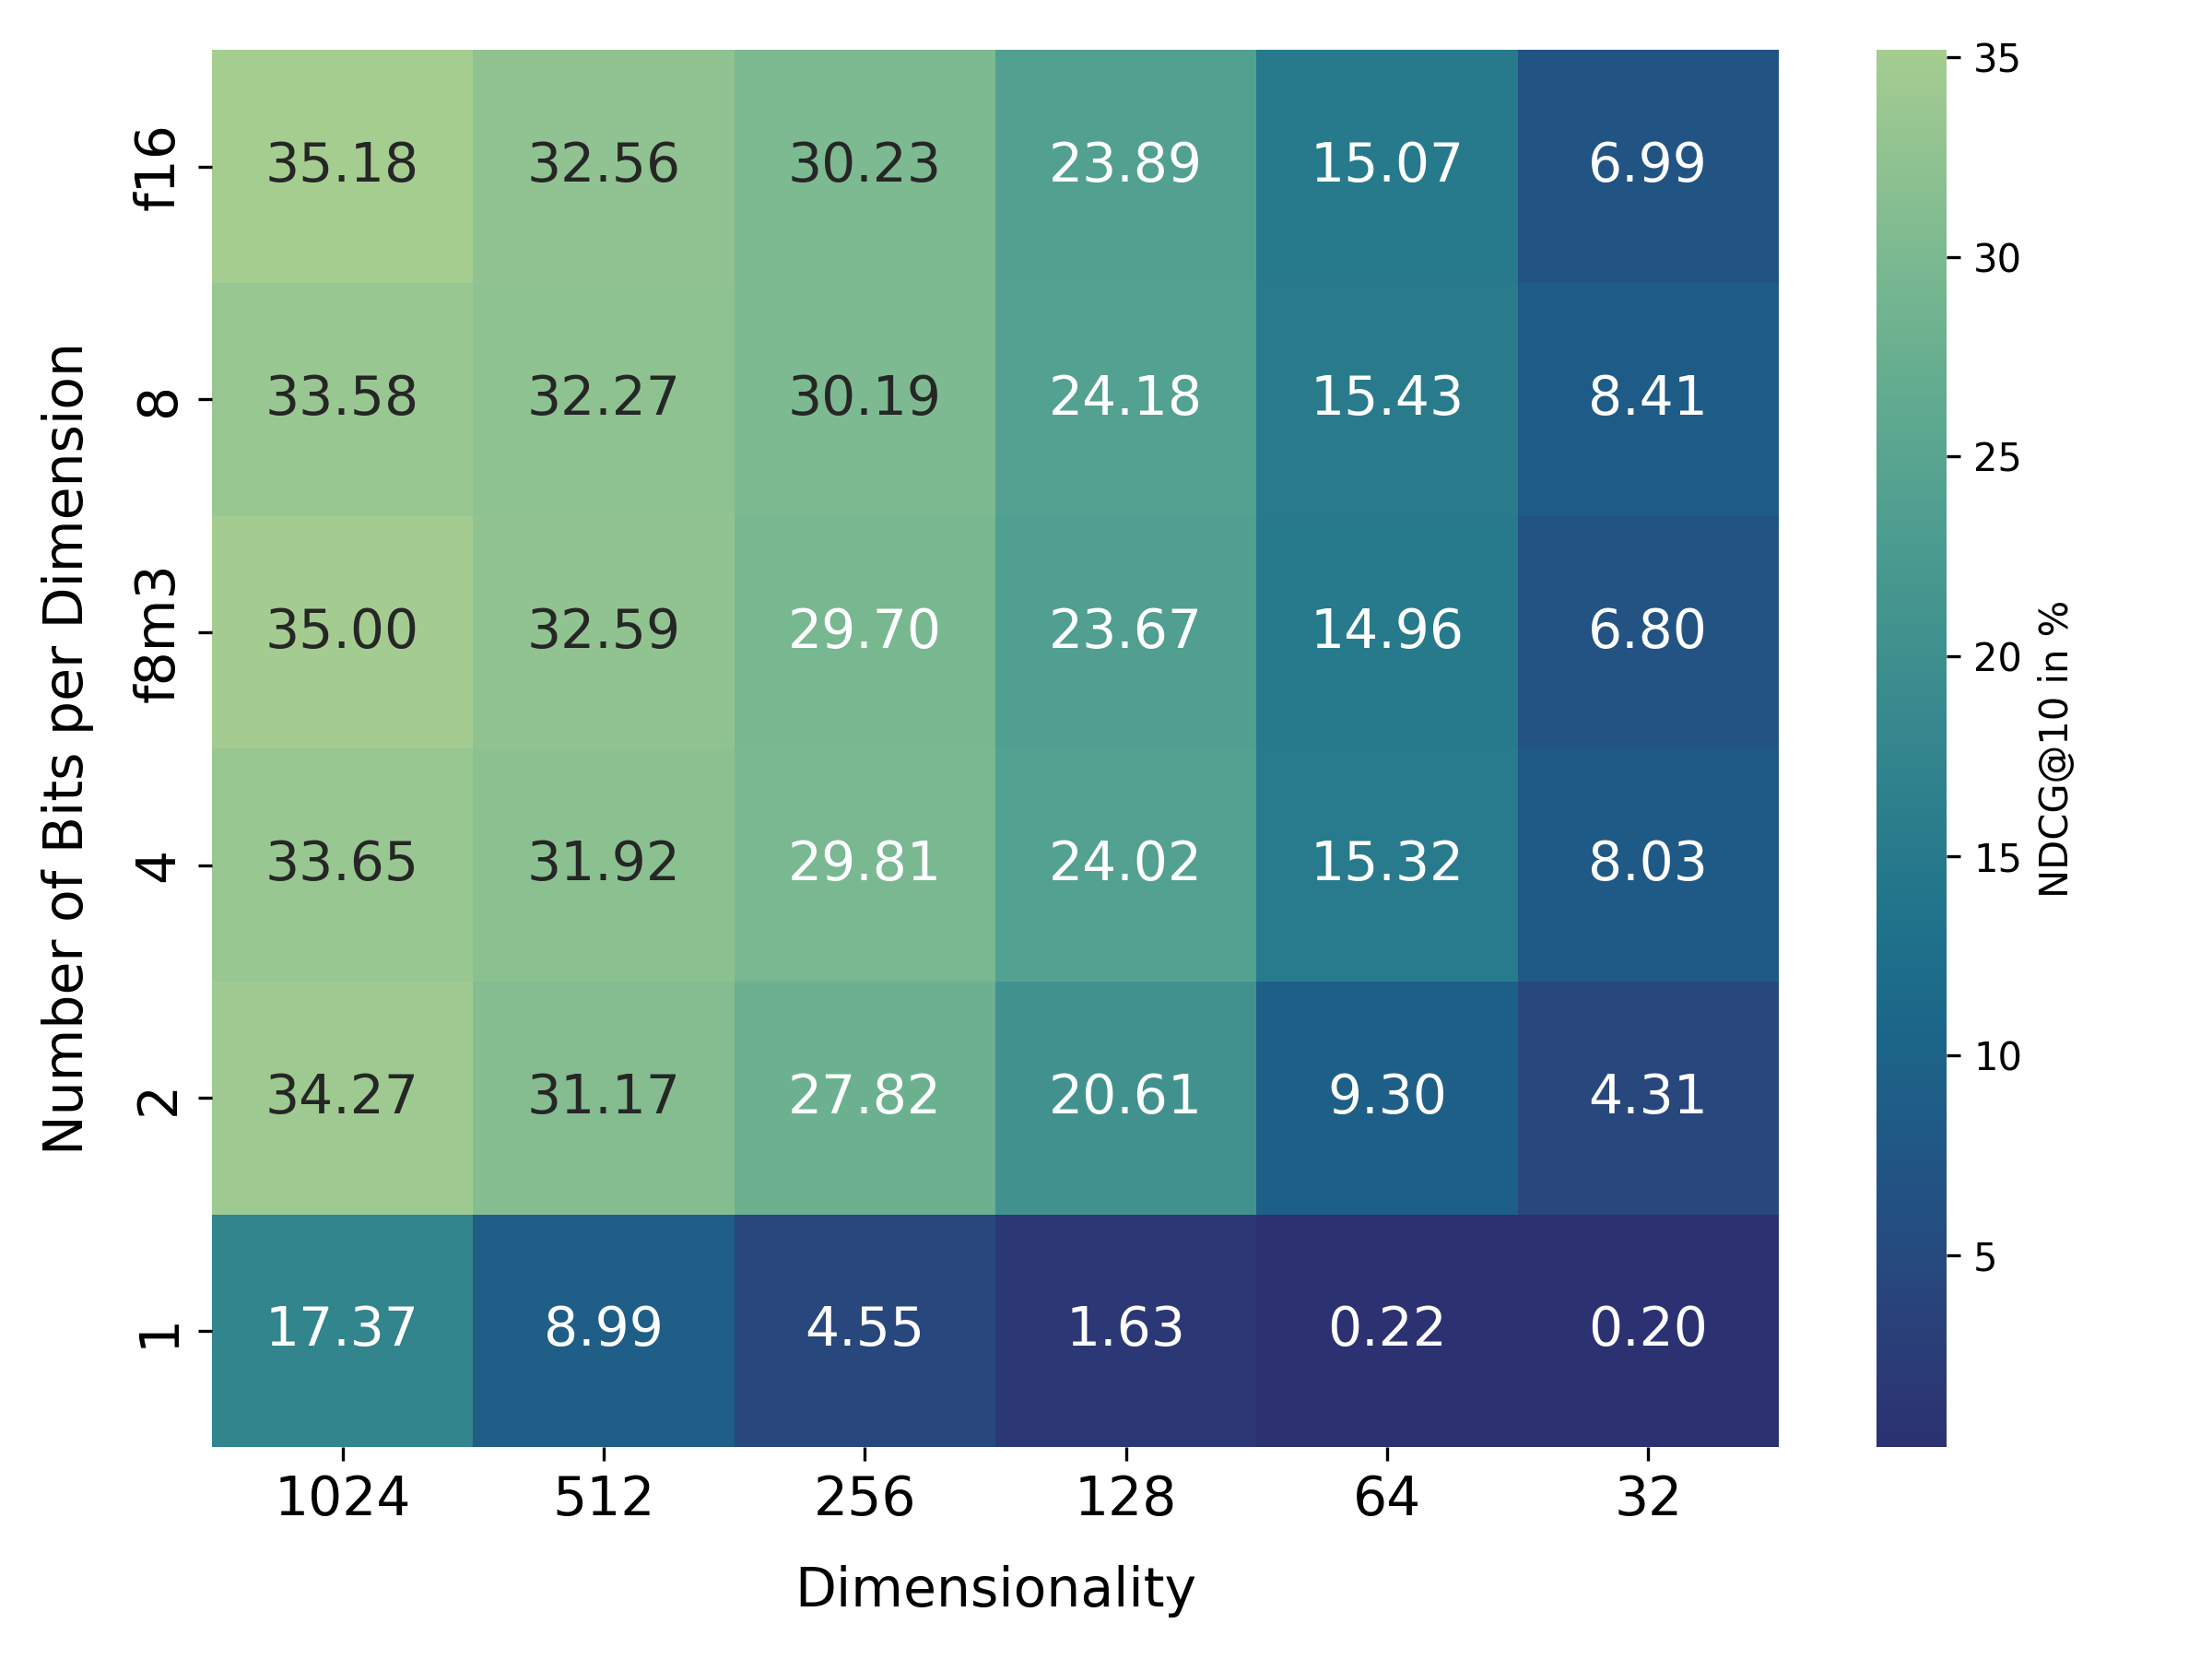 Number of Bits per Dimension
f16 35.18 32.56 30.23 23.89 15.07 6.99
8 33.58 32.27 30.19 24.18 15.43 8.41
f8m3 35.00 32.59 29.70 23.67 14.96 6.80
4 33.65 31.92 29.81 24.02 15.32 8.03
2 34.27 31.17 27.82 20.61 9.30 4.31
1 17.37 8.99 4.55 1.63 0.22 0.20
1024 512 256 128 64 32
Dimensionality
35
30
25
20
15
10
5
NDCG@10 in %